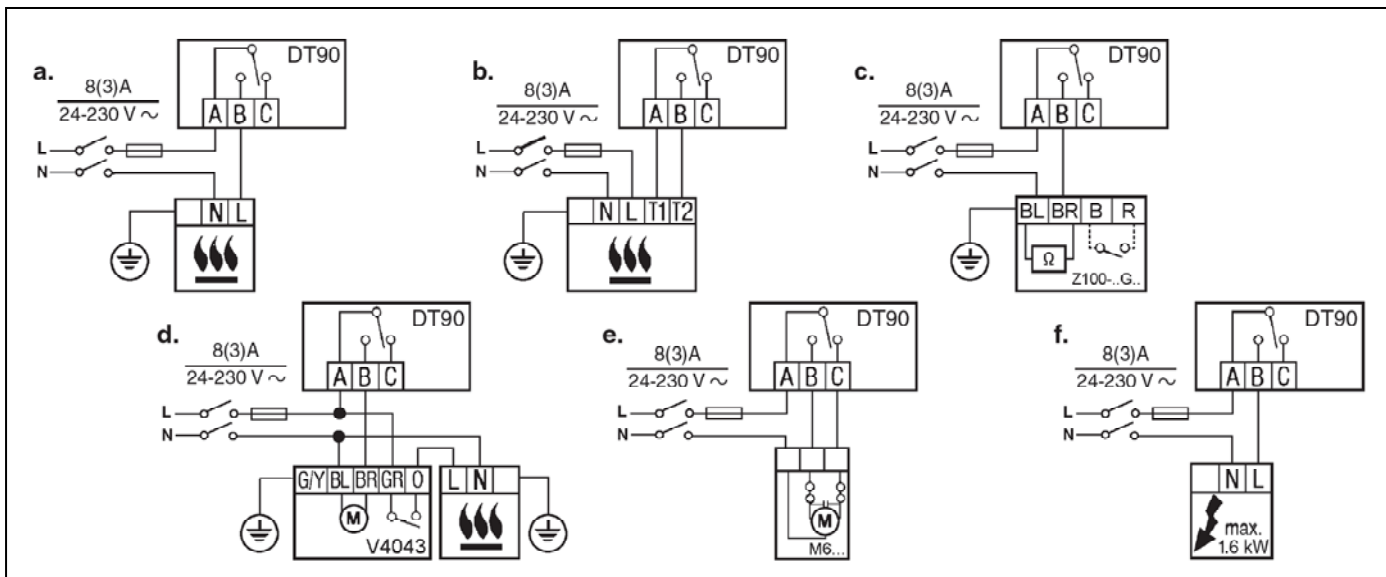 a.
DT90
8(3)A
24-230 V ~
A B C
L
N
N L
b.
DT90
8(3)A
24-230 V ~
A B C
L
N
N L T1 T2
c.
DT90
8(3)A
24-230 V ~
A B C
L
N
BL BR B R
Ω
Z100-..G..
d.
DT90
8(3)A
24-230 V ~
A B C
L
N
G/Y BL BR GR O
M
V4043
L N
e.
DT90
8(3)A
24-230 V ~
A B C
L
N
M
M6...
f.
DT90
8(3)A
24-230 V ~
A B C
L
N
N L
max.
1.6 kW